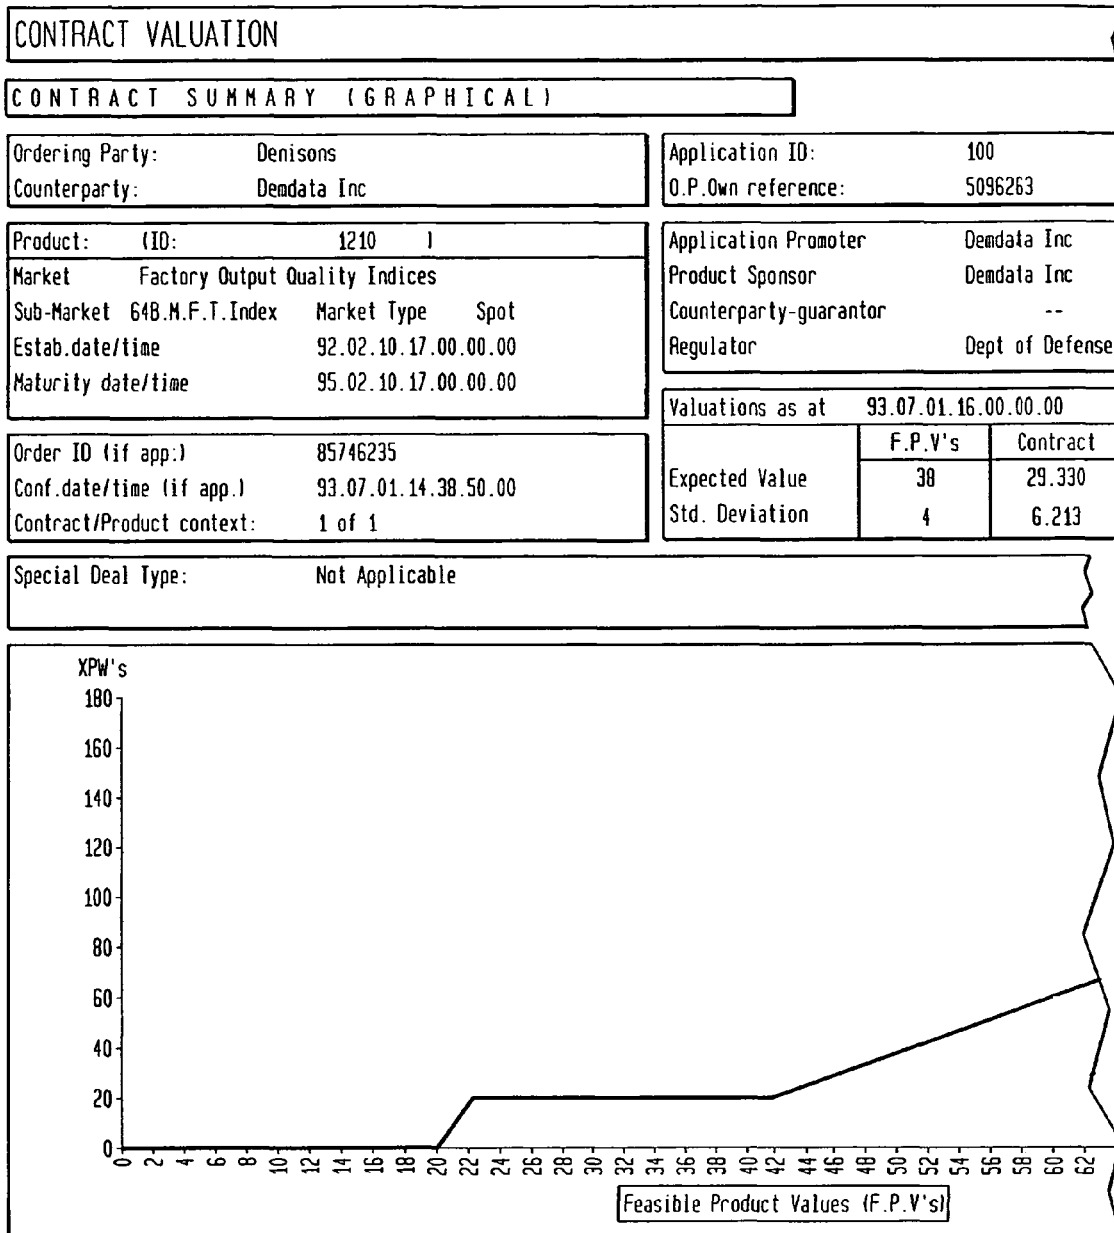 CONTRACT VALUATION
CONTRACT SUMMARY (GRAPHICAL)
Ordering Party: Denisons
Counterparty: Demdata Inc
Application ID: 100
O.P.Own reference: 5096263
Product: (ID: 1210 )
Market Factory Output Quality Indices
Sub-Market 64B.M.F.T.Index Market Type Spot
Estab.date/time 92.02.10.17.00.00.00
Maturity date/time 95.02.10.17.00.00.00
Application Promoter Demdata Inc
Product Sponsor Demdata Inc
Counterparty-guarantor --
Regulator Dept of Defense
Order ID (if app.) 85746235
Conf.date/time (if app.) 93.07.01.14.38.50.00
Contract/Product context: 1 of 1
Valuations as at 93.07.01.16.00.00.00
F.P.V's Contract
Expected Value 38 29.330
Std. Deviation 4 6.213
Special Deal Type: Not Applicable
XPW's
180
160
140
120
100
80
60
40
20
0
0 2 4 6 8 10 12 14 16 18 20 22 24 26 28 30 32 34 36 38 40 42 44 46 48 50 52 54 56 58 60 62
Feasible Product Values (F.P.V's)